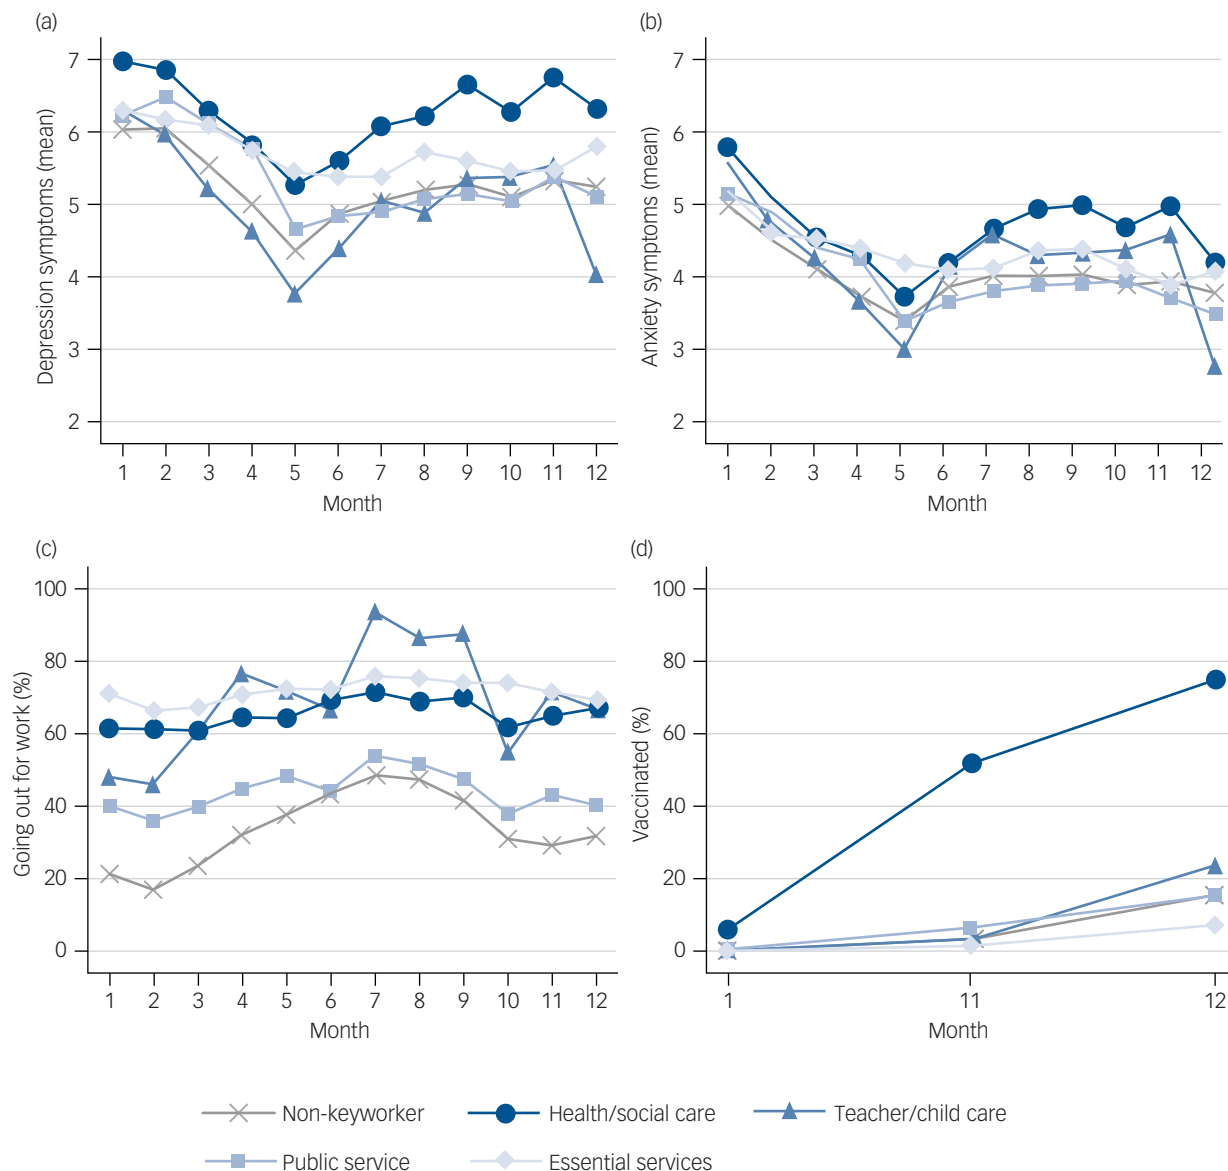 (a)
7
6
5
4
3
2
Depression symptoms (mean)
1 2 3 4 5 6 7 8 9 10 11 12
Month
(b)
7
6
5
4
3
2
Anxiety symptoms (mean)
1 2 3 4 5 6 7 8 9 10 11 12
Month
(c)
100
80
60
40
20
0
Going out for work (%)
1 2 3 4 5 6 7 8 9 10 11 12
Month
(d)
100
80
60
40
20
0
Vaccinated (%)
1 11 12
Month
Non-keyworker Health/social care Teacher/child care
Public service Essential services